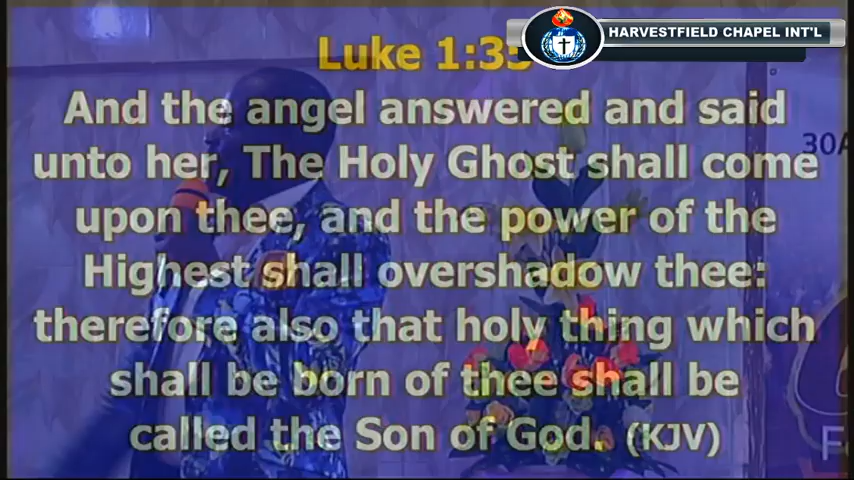 HARVESTFIELD CHAPEL INT'L
Luke 1:35
And the angel answered and said
unto her, The Holy Ghost shall come
upon thee, and the power of the
Highest shall overshadow thee:
therefore also that holy thing which
shall be born of thee shall be
called the Son of God. (KJV)